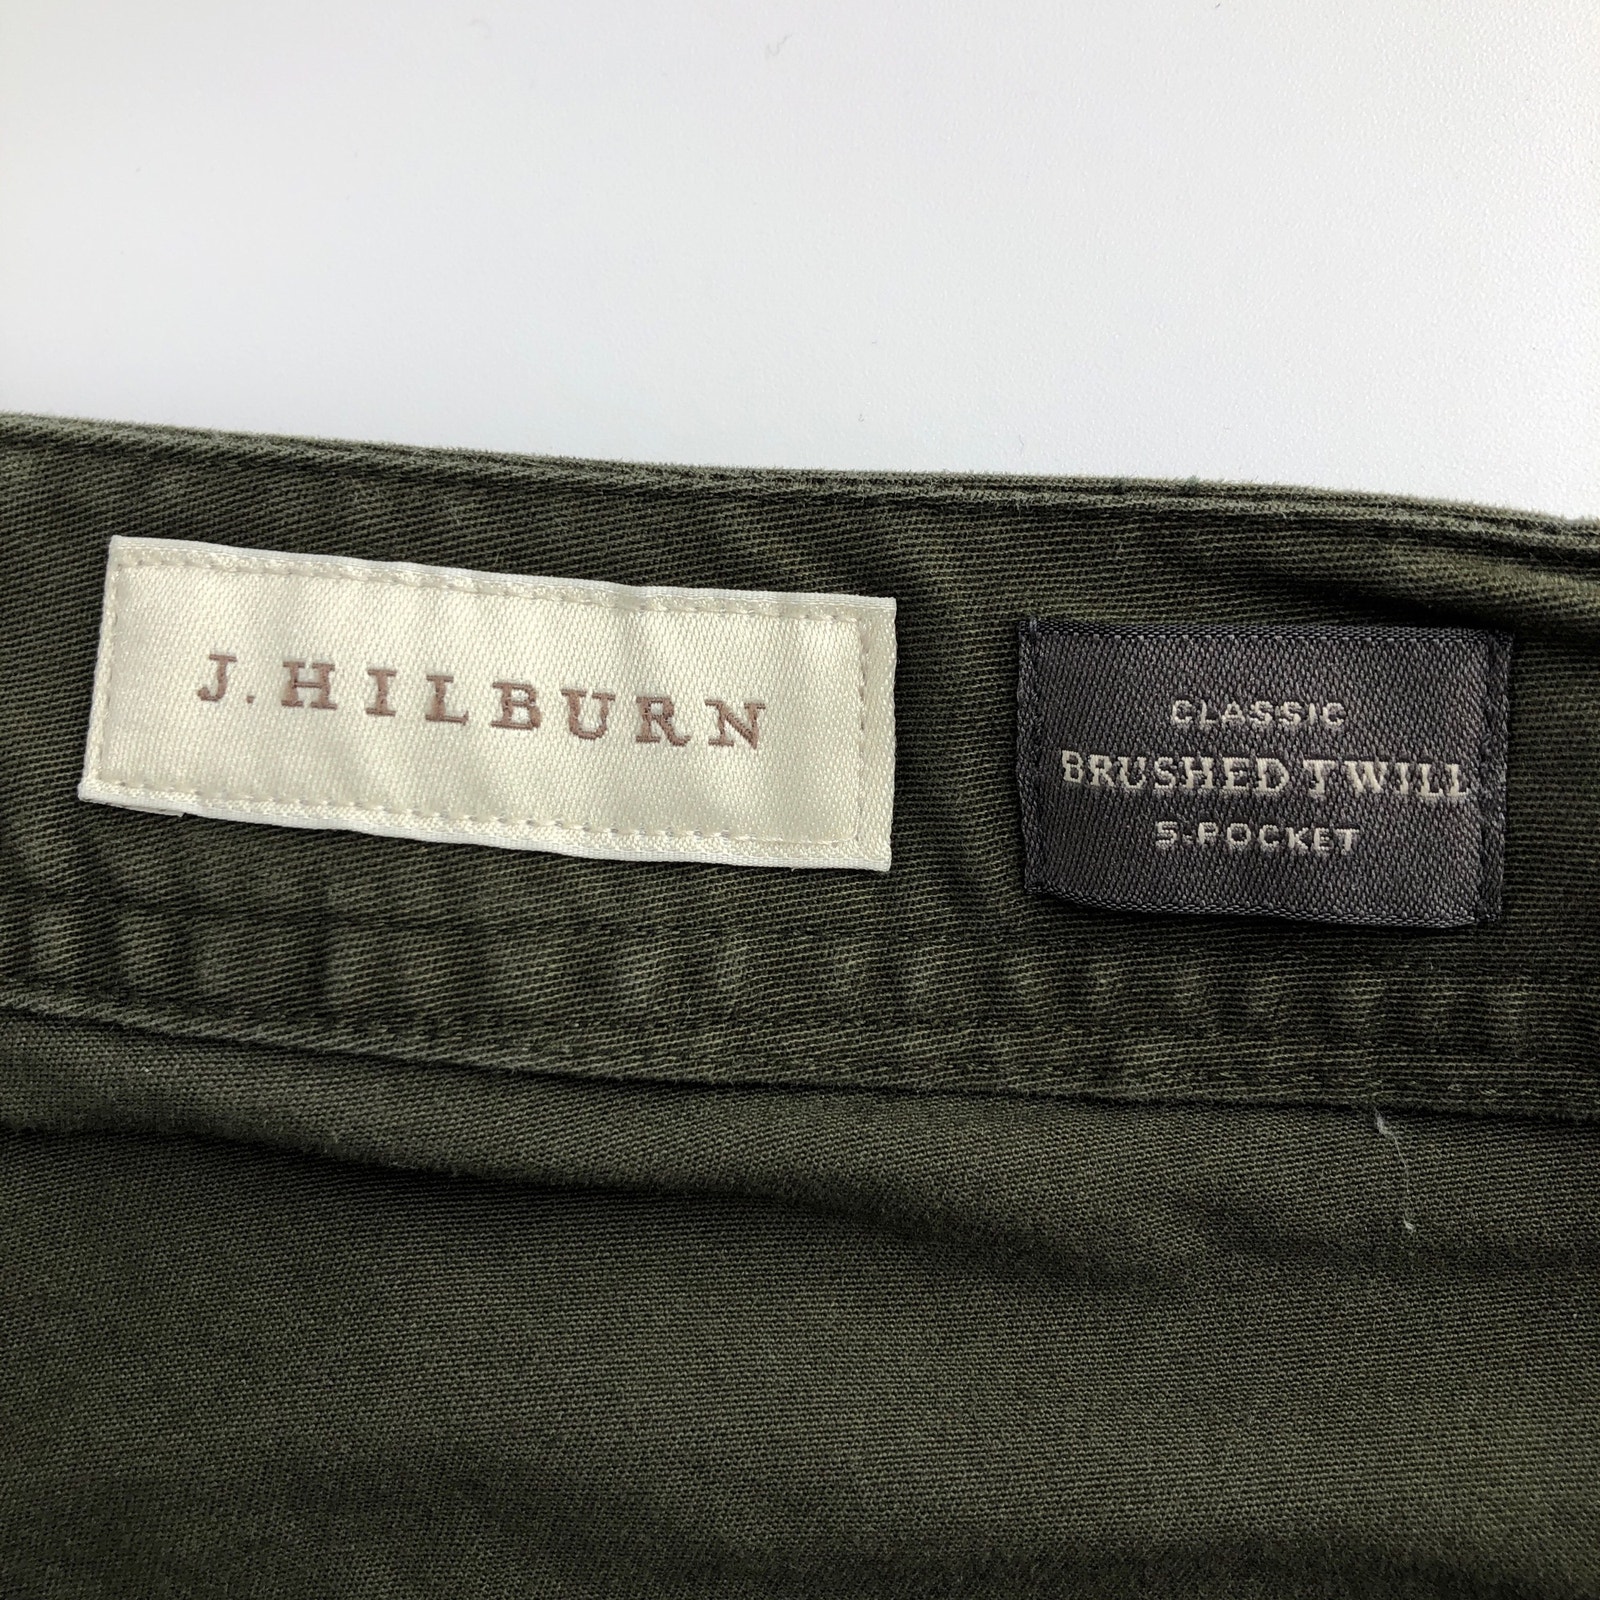 J.HILBURN
CLASSIC
BRUSHED TWILL
5-POCKET